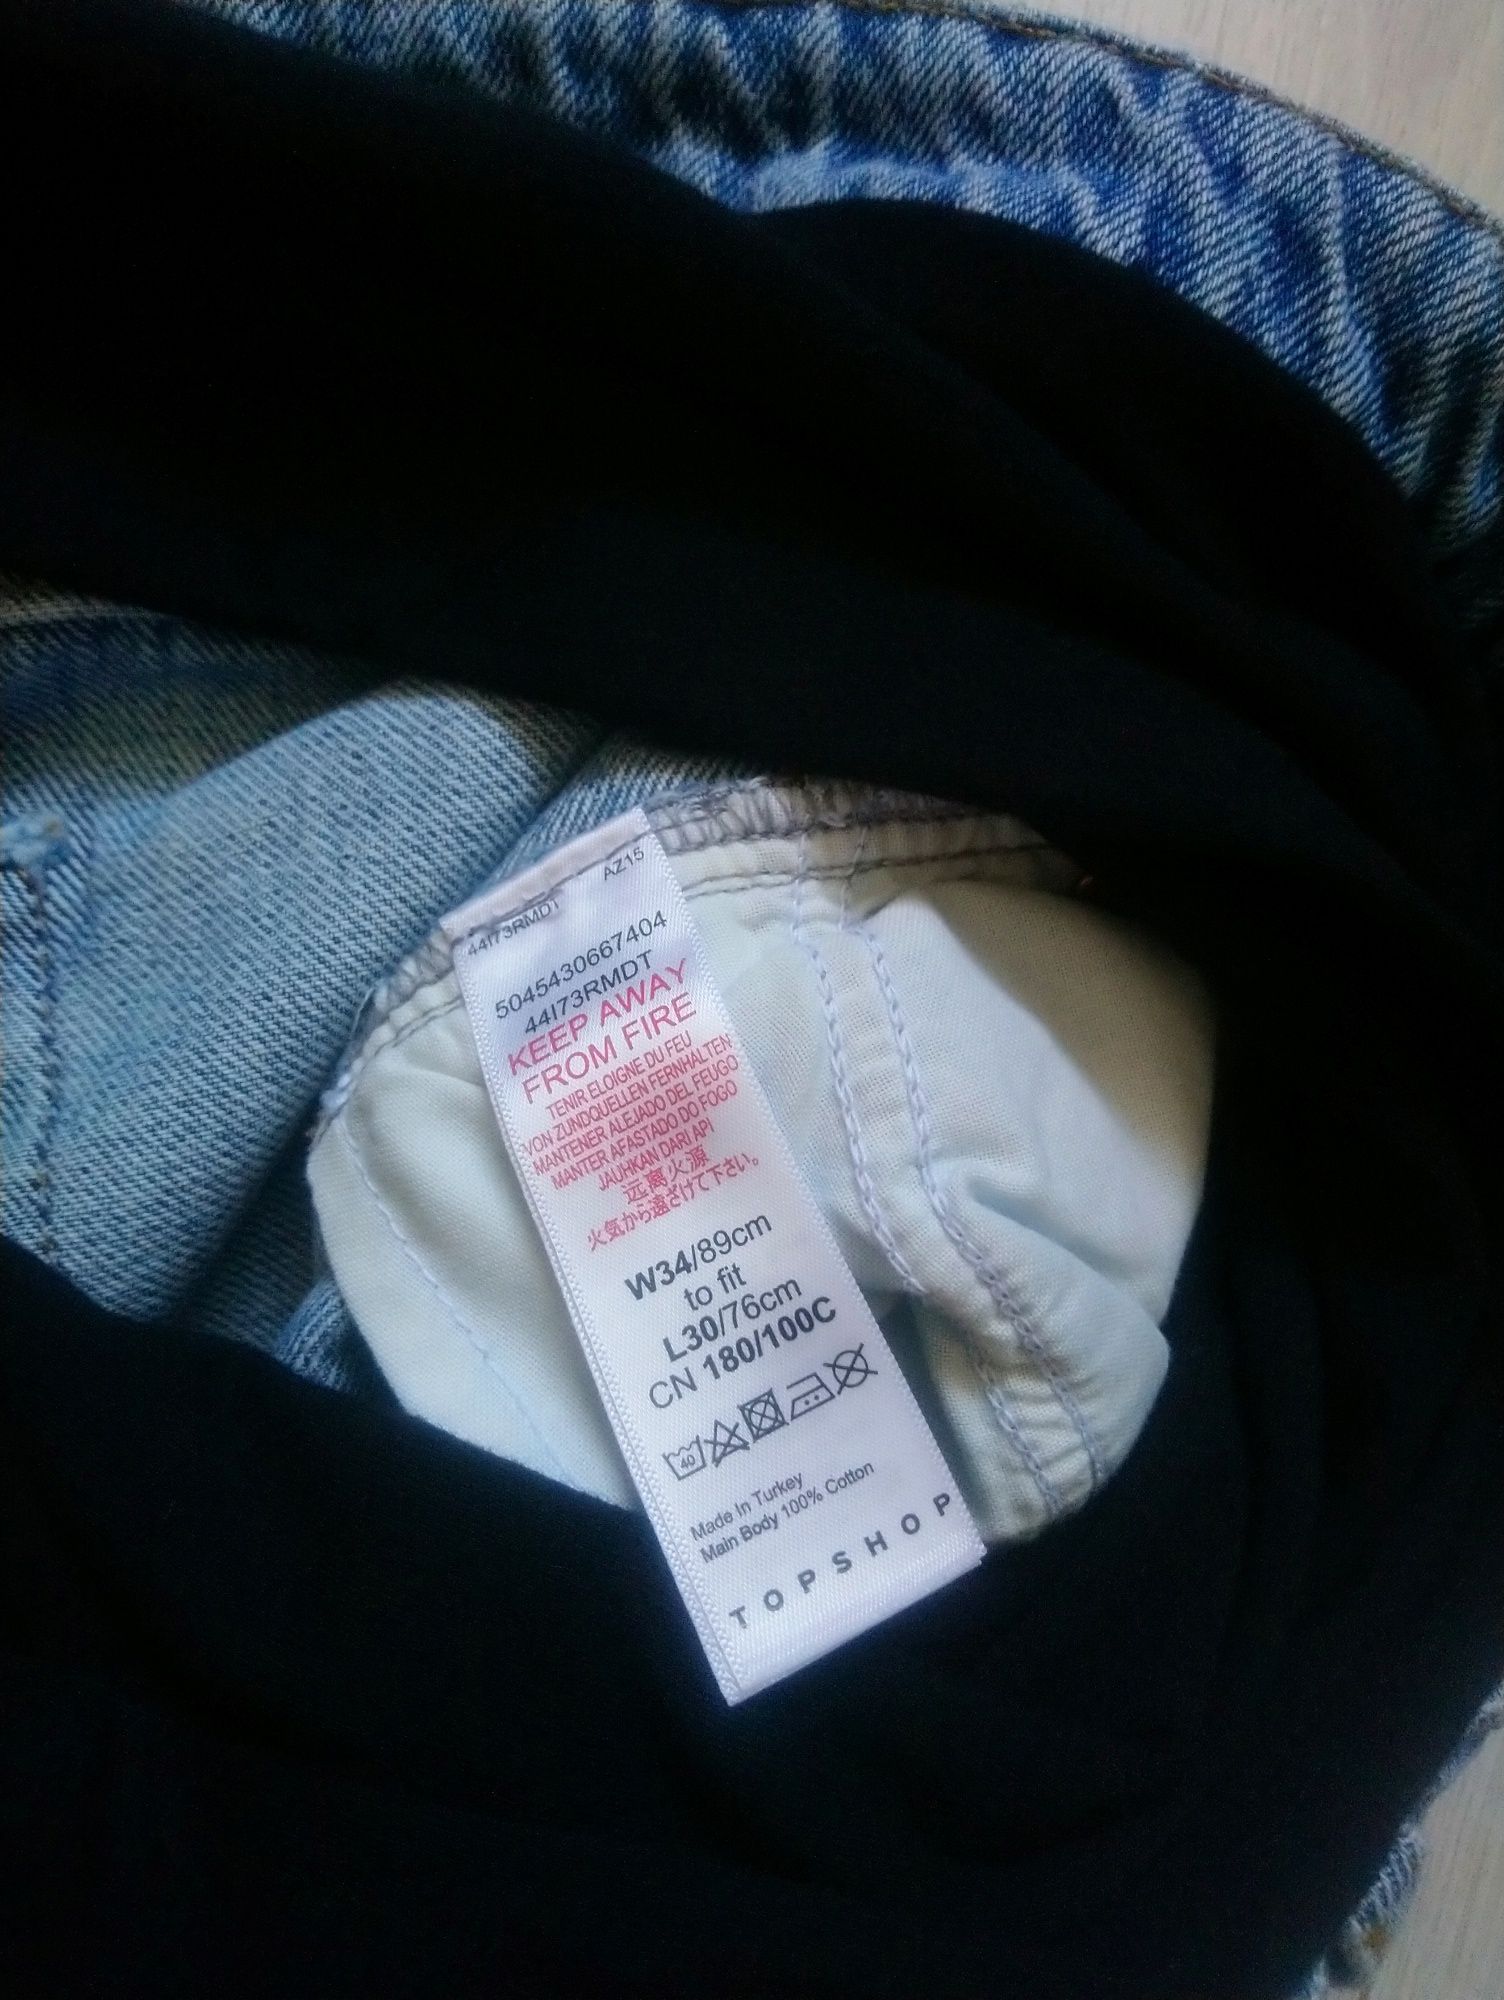 44I73RMDT AZ15
5045430667404
44I73RMDT
KEEP AWAY
FROM FIRE
TENIR ELOIGNE DU FEU
VON ZUNDQUELLEN FERNHALTEN
MANTENER ALEJADO DEL FEUGO
MANTER AFASTADO DO FOGO
JAUHKAN DARI API
远离火源
火気から遠ざけて下さい。
W34/89cm
to fit
L30/76cm
CN 180/100C
40
Made In Turkey
Main Body 100% Cotton
TOPSHOP